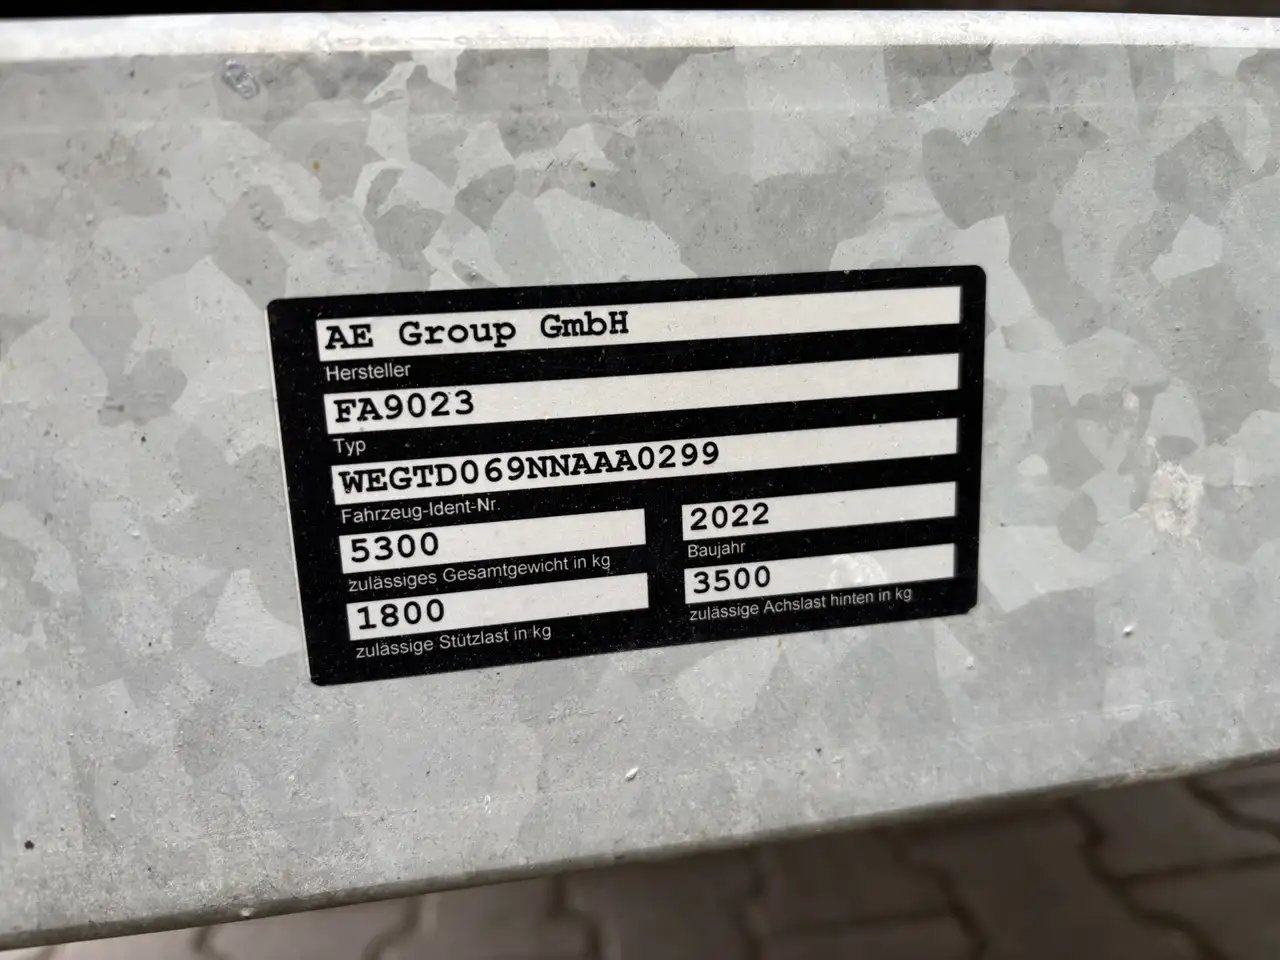 AE Group GmbH
Hersteller
FA9023
Typ
WEGTD069NNAAA0299
Fahrzeug-Ident-Nr.
5300
zulässiges Gesamtgewicht in kg
2022
Baujahr
1800
zulässige Stützlast in kg
3500
zulässige Achslast hinten in kg